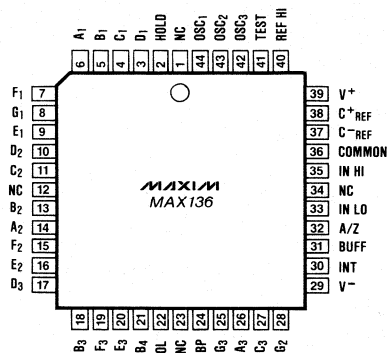 A1 B1 C1 D1 HOLD NC OSC1 OSC2 OSC3 TEST REF HI
6 5 4 3 2 1 44 43 42 41 40
F1 7
G1 8
E1 9
D2 10
C2 11
NC 12
B2 13
A2 14
F2 15
E2 16
D3 17
39 V+
38 C+REF
37 C-REF
36 COMMON
35 IN HI
34 NC
33 IN LO
32 A/Z
31 BUFF
30 INT
29 V-
MAXIM
MAX136
18 19 20 21 22 23 24 25 26 27 28
B3 F3 E3 B4 OL NC BP G3 A3 C3 G2